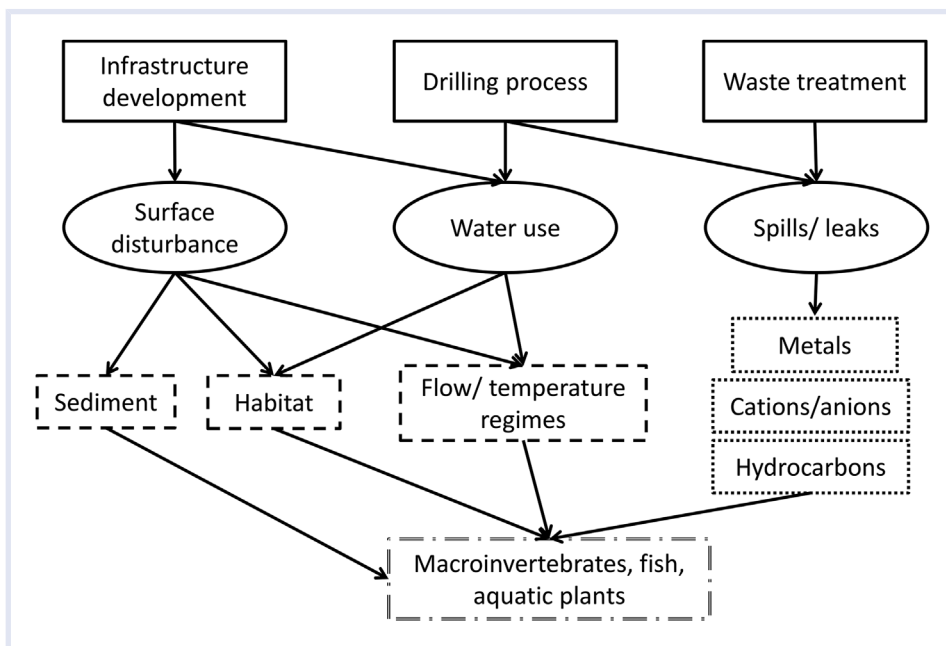 Infrastructure
development
Drilling process
Waste treatment
Surface
disturbance
Water use
Spills/ leaks
Metals
Sediment
Habitat
Flow/ temperature
regimes
Cations/anions
Hydrocarbons
Macroinvertebrates, fish,
aquatic plants